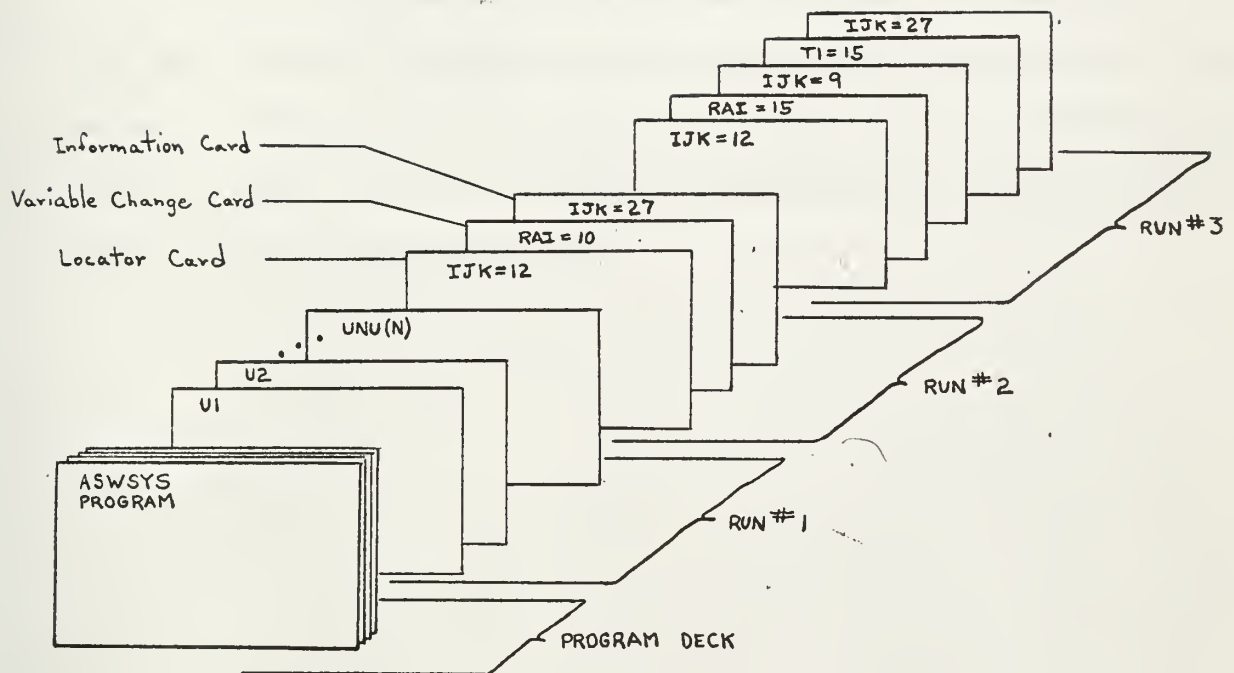 IJK=27
TI=15
IJK=9
RAI=15
IJK=12
Information Card
Variable Change Card
Locator Card
IJK=27
RAI=10
IJK=12
UNU(N)
U2
U1
ASWSYS
PROGRAM
RUN#3
RUN#2
RUN#1
PROGRAM DECK